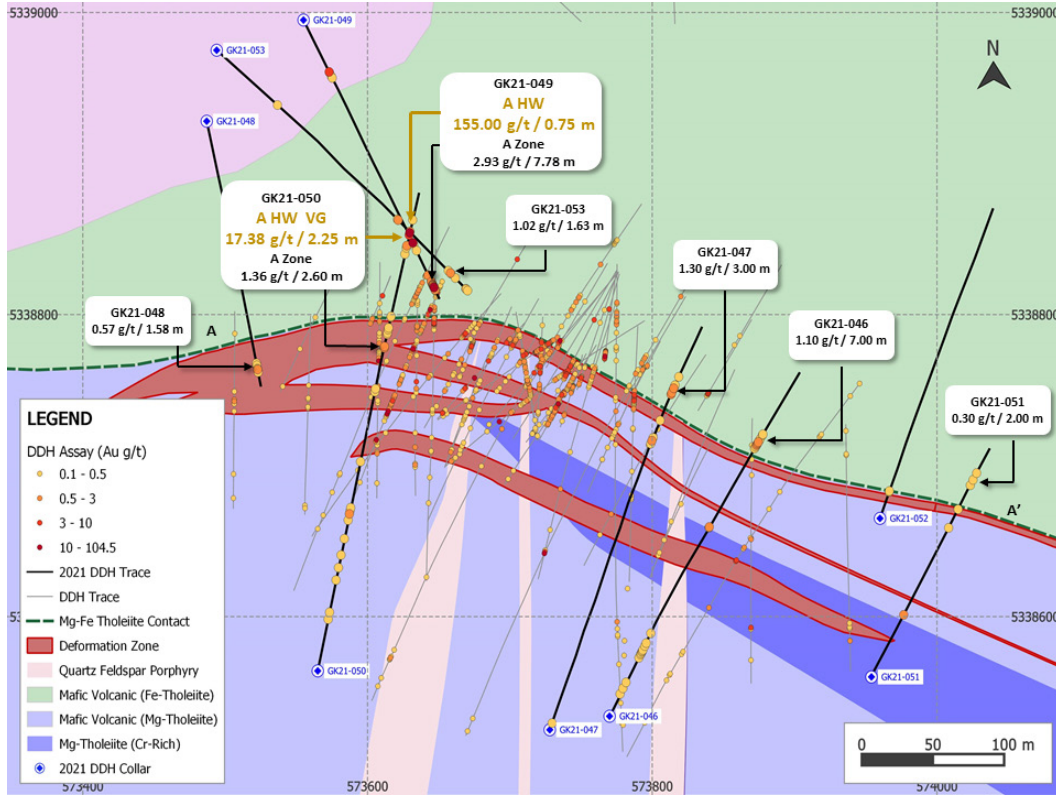 5339000
5339000
GK21-049
GK21-053
GK21-048
N
GK21-049
A HW
155.00 g/t / 0.75 m
A Zone
2.93 g/t / 7.78 m
GK21-050
A HW VG
17.38 g/t / 2.25 m
A Zone
1.36 g/t / 2.60 m
GK21-053
1.02 g/t / 1.63 m
GK21-047
1.30 g/t / 3.00 m
GK21-048
0.57 g/t / 1.58 m
A
5338800
5338800
GK21-046
1.10 g/t / 7.00 m
GK21-051
0.30 g/t / 2.00 m
A'
GK21-052
LEGEND
DDH Assay (Au g/t)
0.1 - 0.5
0.5 - 3
3 - 10
10 - 104.5
2021 DDH Trace
DDH Trace
Mg-Fe Tholeiite Contact
Deformation Zone
Quartz Feldspar Porphyry
Mafic Volcanic (Fe-Tholeiite)
Mafic Volcanic (Mg-Tholeiite)
Mg-Tholeiite (Cr-Rich)
2021 DDH Collar
5338600
GK21-050
GK21-047
GK21-046
GK21-051
0 50 100 m
573400
573600
573800
574000